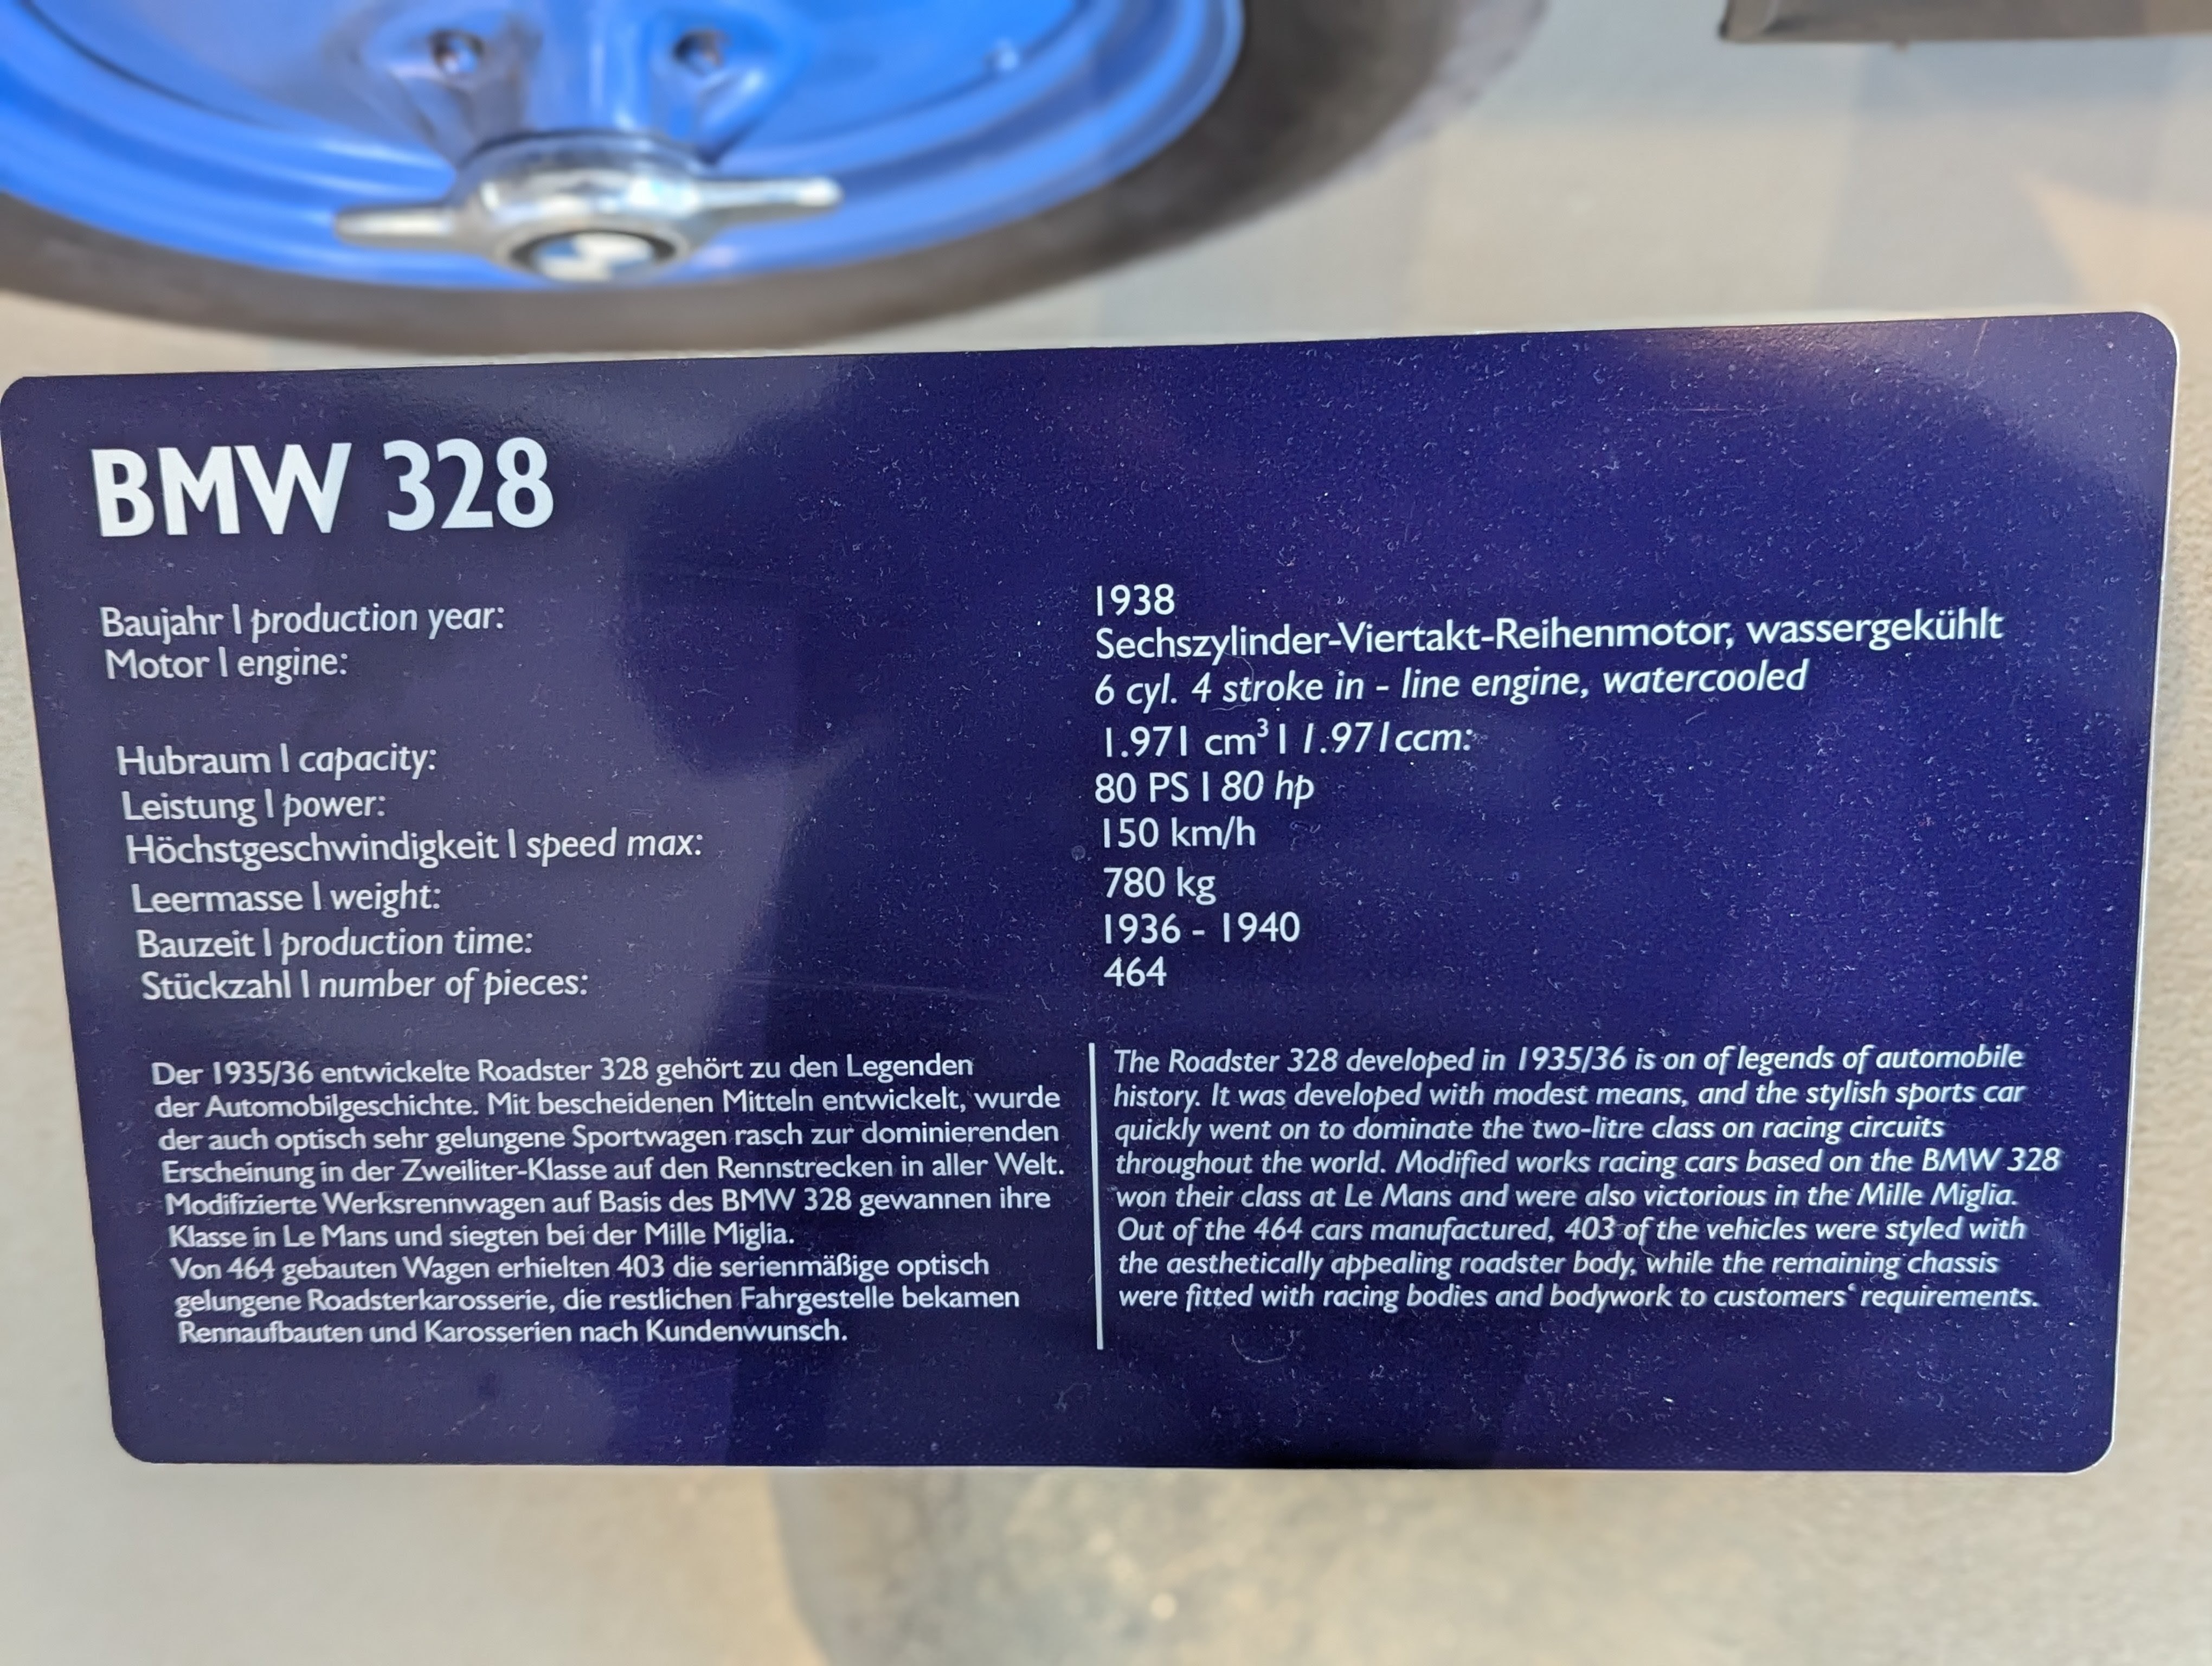 BMW 328
Baujahr | production year:
1938
Motor | engine:
Sechszylinder-Viertakt-Reihenmotor, wassergekühlt
6 cyl. 4 stroke in - line engine, watercooled
Hubraum | capacity:
1.971 cm³ | 1.971ccm:
Leistung | power:
80 PS | 80 hp
Höchstgeschwindigkeit | speed max:
150 km/h
Leermasse | weight:
780 kg
Bauzeit | production time:
1936 - 1940
Stückzahl | number of pieces:
464
Der 1935/36 entwickelte Roadster 328 gehört zu den Legenden
der Automobilgeschichte. Mit bescheidenen Mitteln entwickelt, wurde
der auch optisch sehr gelungene Sportwagen rasch zur dominierenden
Erscheinung in der Zweiliter-Klasse auf den Rennstrecken in aller Welt.
Modifizierte Werksrennwagen auf Basis des BMW 328 gewannen ihre
Klasse in Le Mans und siegten bei der Mille Miglia.
Von 464 gebauten Wagen erhielten 403 die serienmäßige optisch
gelungene Roadsterkarosserie, die restlichen Fahrgestelle bekamen
Rennaufbauten und Karosserien nach Kundenwunsch.
The Roadster 328 developed in 1935/36 is on of legends of automobile
history. It was developed with modest means, and the stylish sports car
quickly went on to dominate the two-litre class on racing circuits
throughout the world. Modified works racing cars based on the BMW 328
won their class at Le Mans and were also victorious in the Mille Miglia.
Out of the 464 cars manufactured, 403 of the vehicles were styled with
the aesthetically appealing roadster body, while the remaining chassis
were fitted with racing bodies and bodywork to customers‘ requirements.